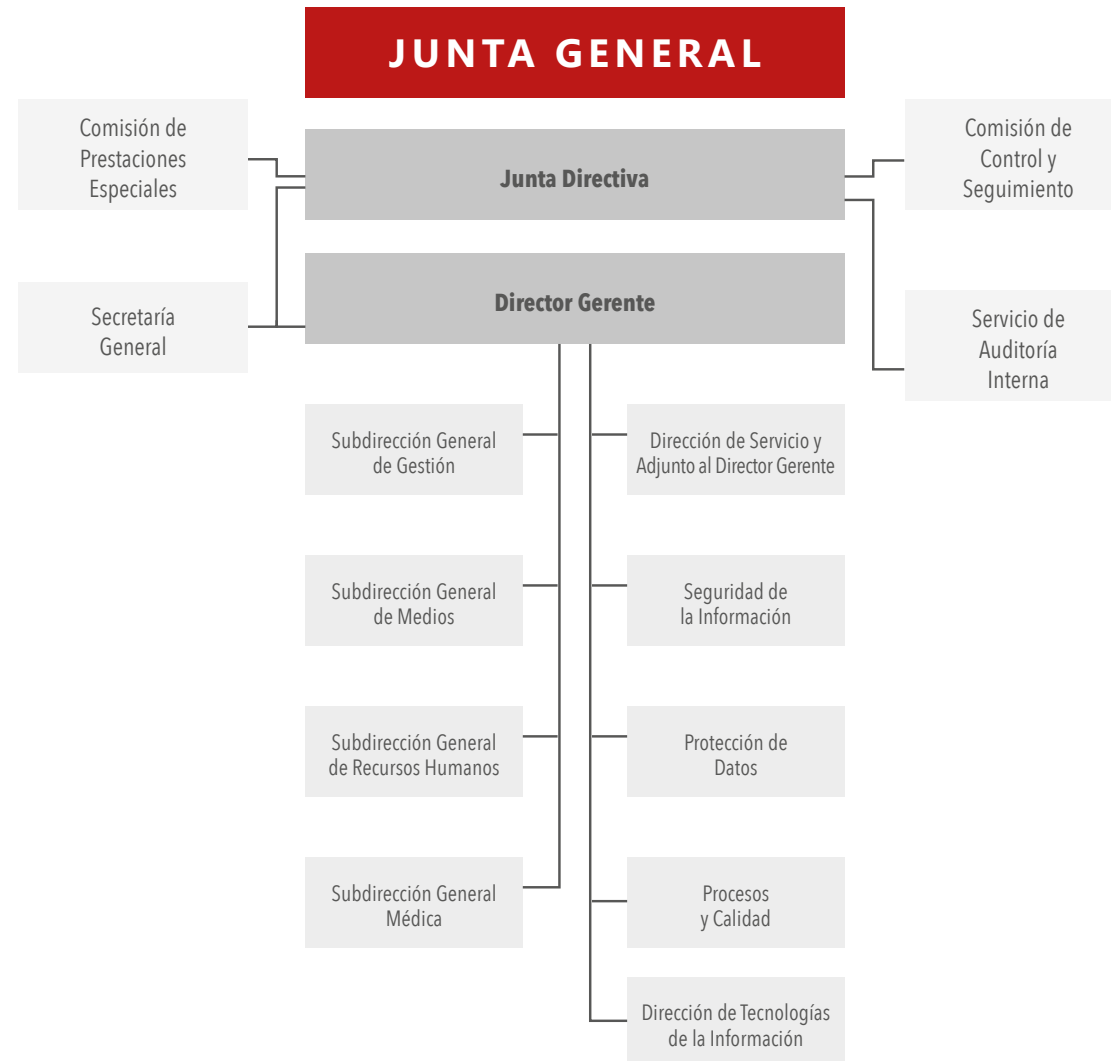 JUNTA GENERAL
Comisión de
Prestaciones
Especiales
Junta Directiva
Comisión de
Control y
Seguimiento
Secretaría
General
Director Gerente
Servicio de
Auditoría
Interna
Subdirección General
de Gestión
Dirección de Servicio y
Adjunto al Director Gerente
Subdirección General
de Medios
Seguridad de
la Información
Subdirección General
de Recursos Humanos
Protección de
Datos
Subdirección General
Médica
Procesos
y Calidad
Dirección de Tecnologías
de la Información